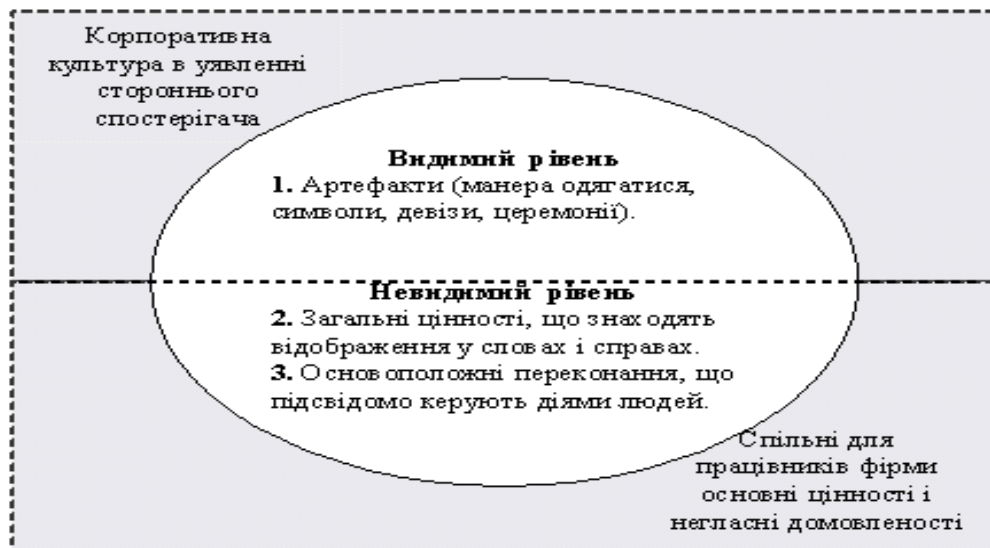 Корпоративна
культура в уявленні
стороннього
спостерігача
Видимий рівень
1. Артефакти (манера одягатися,
символи, девізи, церемонії).
Невидимий рівень
2. Загальні цінності, що знаходять
відображення у словах і справах.
3. Основоположні переконання, що
підсвідомо керують діями людей.
Спільні для
працівників фірми
основні цінності і
негласні домовленості